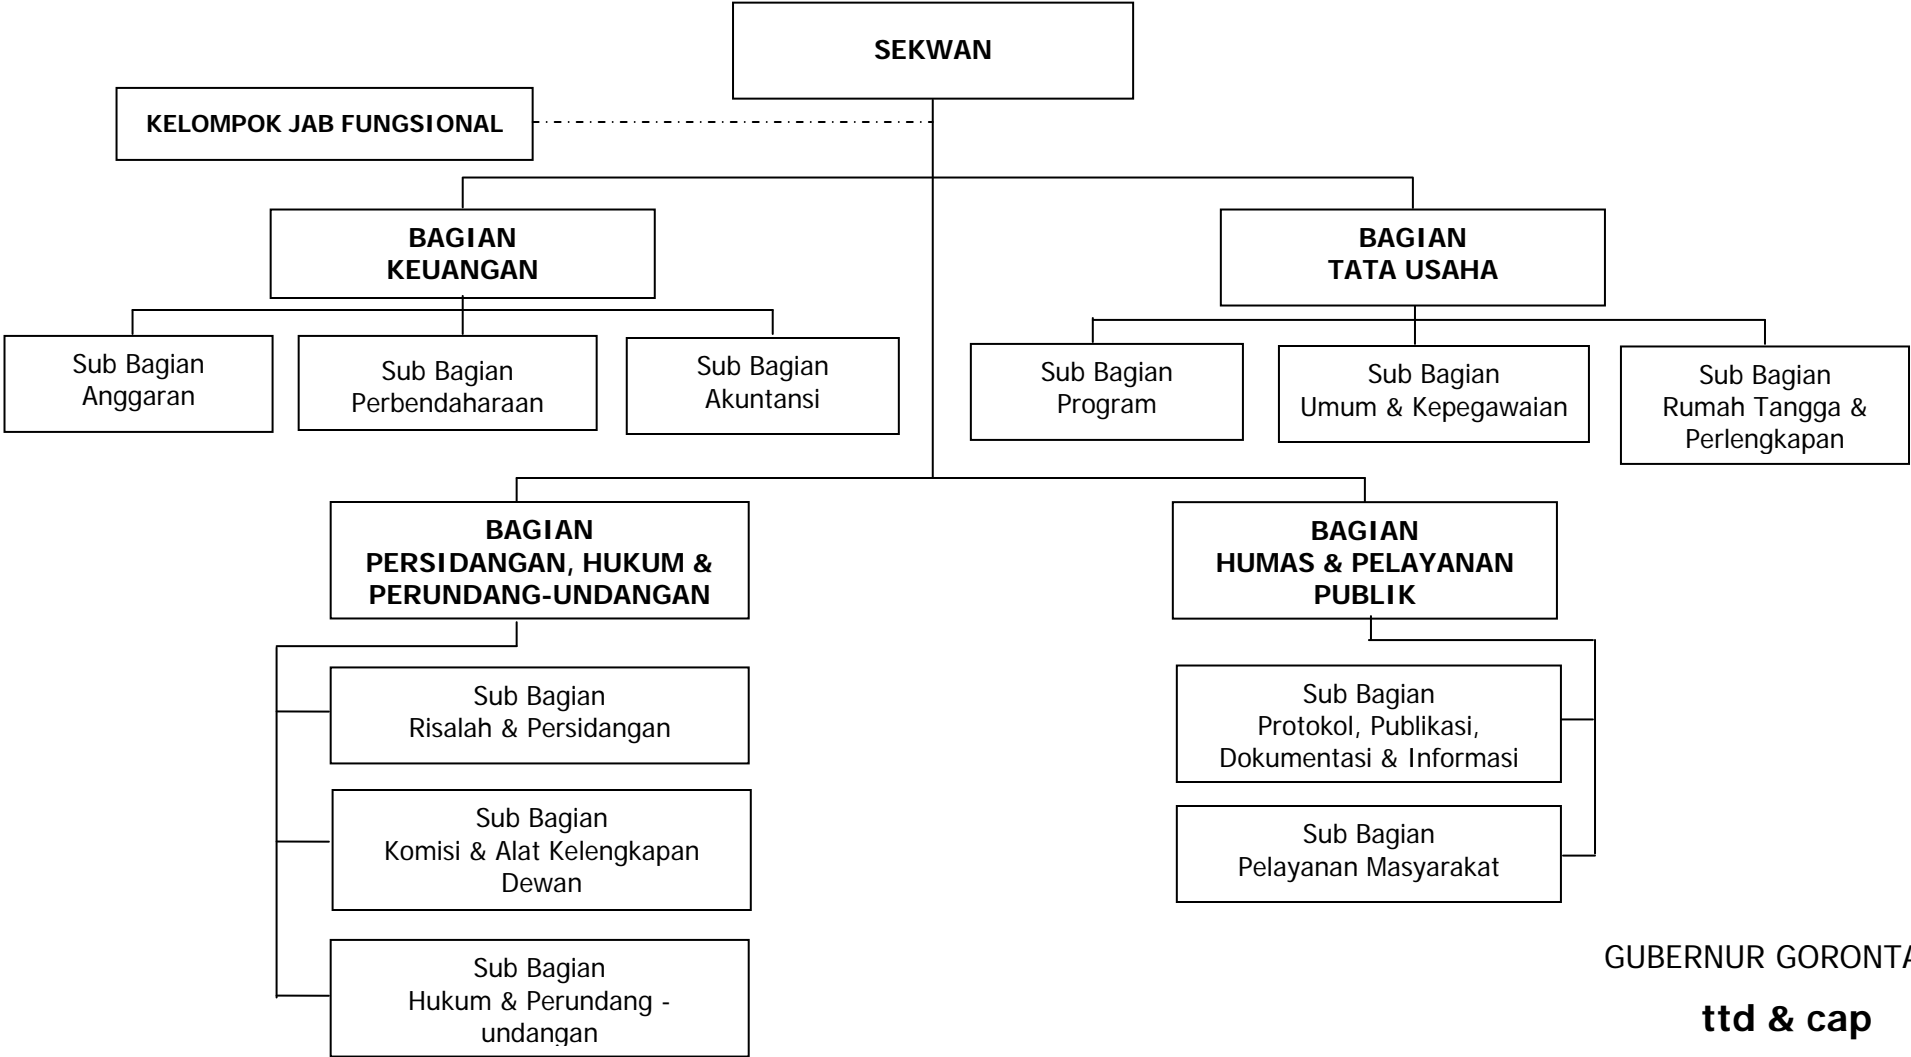 SEKWAN
KELOMPOK JAB FUNGSIONAL
BAGIAN
KEUANGAN
BAGIAN
TATA USAHA
Sub Bagian
Anggaran
Sub Bagian
Perbendaharaan
Sub Bagian
Akuntansi
Sub Bagian
Program
Sub Bagian
Umum & Kepegawaian
Sub Bagian
Rumah Tangga &
Perlengkapan
BAGIAN
PERSIDANGAN, HUKUM &
PERUNDANG-UNDANGAN
BAGIAN
HUMAS & PELAYANAN
PUBLIK
Sub Bagian
Risalah & Persidangan
Sub Bagian
Komisi & Alat Kelengkapan
Dewan
Sub Bagian
Hukum & Perundang -
undangan
Sub Bagian
Protokol, Publikasi,
Dokumentasi & Informasi
Sub Bagian
Pelayanan Masyarakat
GUBERNUR GORONTA
ttd & cap